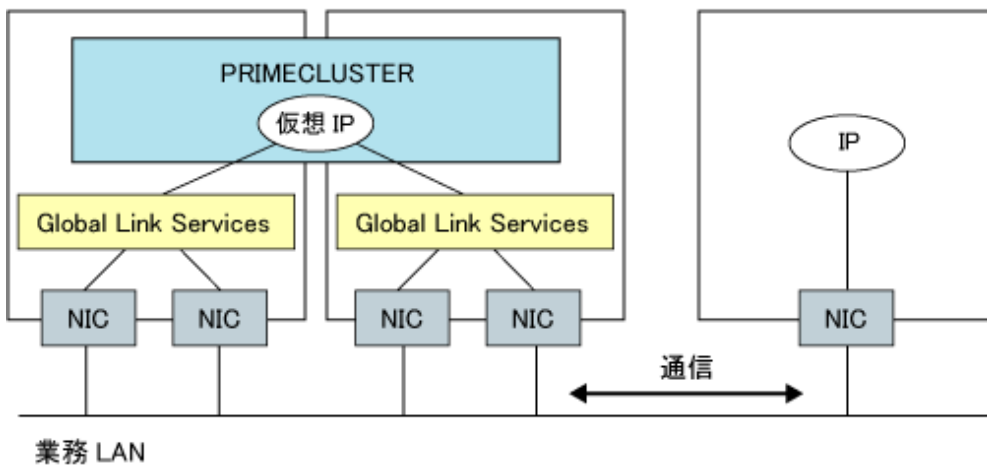 PRIMECLUSTER
仮想 IP
IP
Global Link Services
Global Link Services
NIC
NIC
NIC
NIC
NIC
通信
業務 LAN